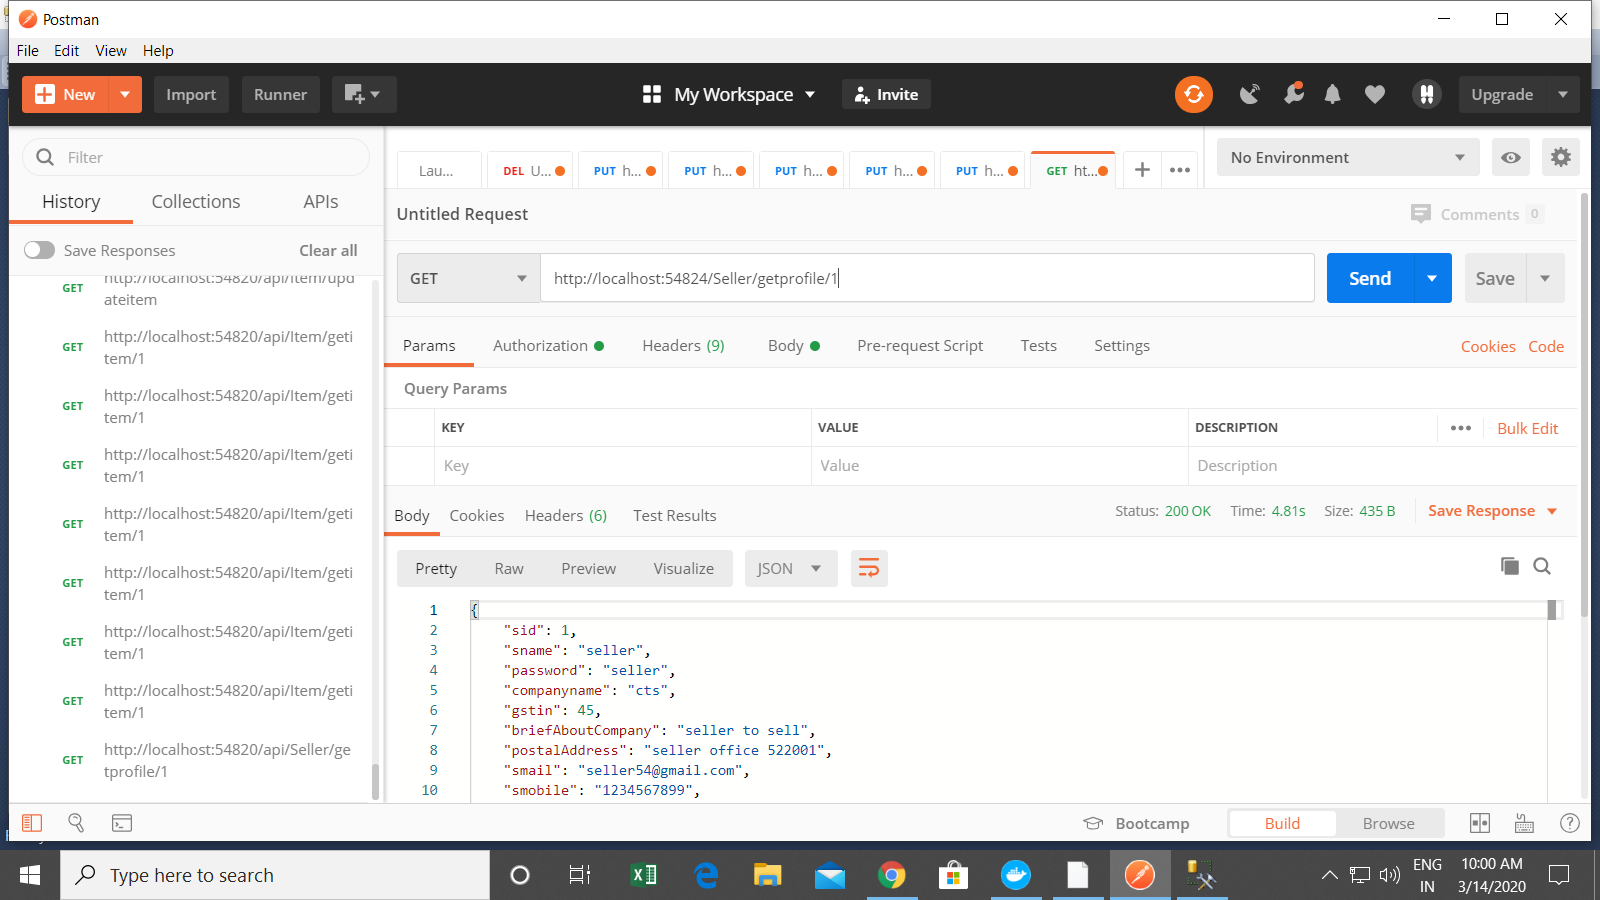 Postman
File Edit View Help
New Import Runner My Workspace Invite Upgrade
Filter
History Collections APIs
Save Responses Clear all
GET http://localhost:54820/api/Item/upd
ateitem
GET http://localhost:54820/api/Item/geti
tem/1
GET http://localhost:54820/api/Item/geti
tem/1
GET http://localhost:54820/api/Item/geti
tem/1
GET http://localhost:54820/api/Item/geti
tem/1
GET http://localhost:54820/api/Item/geti
tem/1
GET http://localhost:54820/api/Item/geti
tem/1
GET http://localhost:54820/api/Item/geti
tem/1
GET http://localhost:54820/api/Seller/ge
tprofile/1
Lau... DEL U... PUT h... PUT h... PUT h... PUT h... PUT h... GET ht... No Environment
Untitled Request Comments 0
GET http://localhost:54824/Seller/getprofile/1 Send Save
Params Authorization Headers (9) Body Pre-request Script Tests Settings Cookies Code
Query Params
KEY VALUE DESCRIPTION Bulk Edit
Key Value Description
Body Cookies Headers (6) Test Results Status: 200 OK Time: 4.81s Size: 435 B Save Response
Pretty Raw Preview Visualize JSON
1 {
2 "sid": 1,
3 "sname": "seller",
4 "password": "seller",
5 "companyname": "cts",
6 "gstin": 45,
7 "briefAboutCompany": "seller to sell",
8 "postalAddress": "seller office 522001",
9 "smail": "seller54@gmail.com",
10 "smobile": "1234567899",
Bootcamp Build Browse
Type here to search
ENG 10:00 AM
IN 3/14/2020